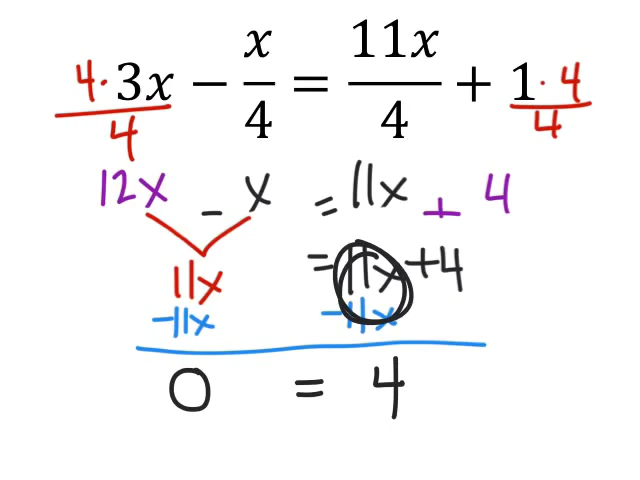 4·3x/4 − x/4 = 11x/4 + 1·4/4
12x − x = 11x + 4
11x = 11x + 4
−11x −11x
0 = 4